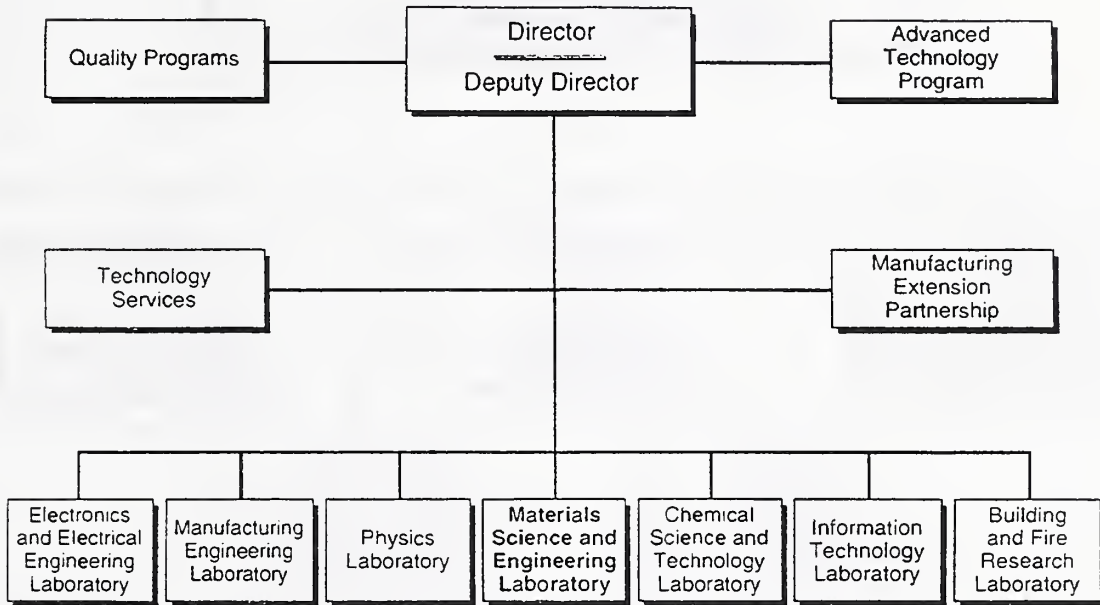 Quality Programs
Director
Deputy Director
Advanced
Technology
Program
Technology
Services
Manufacturing
Extension
Partnership
Electronics
and Electrical
Engineering
Laboratory
Manufacturing
Engineering
Laboratory
Physics
Laboratory
Materials
Science and
Engineering
Laboratory
Chemical
Science and
Technology
Laboratory
Information
Technology
Laboratory
Building
and Fire
Research
Laboratory